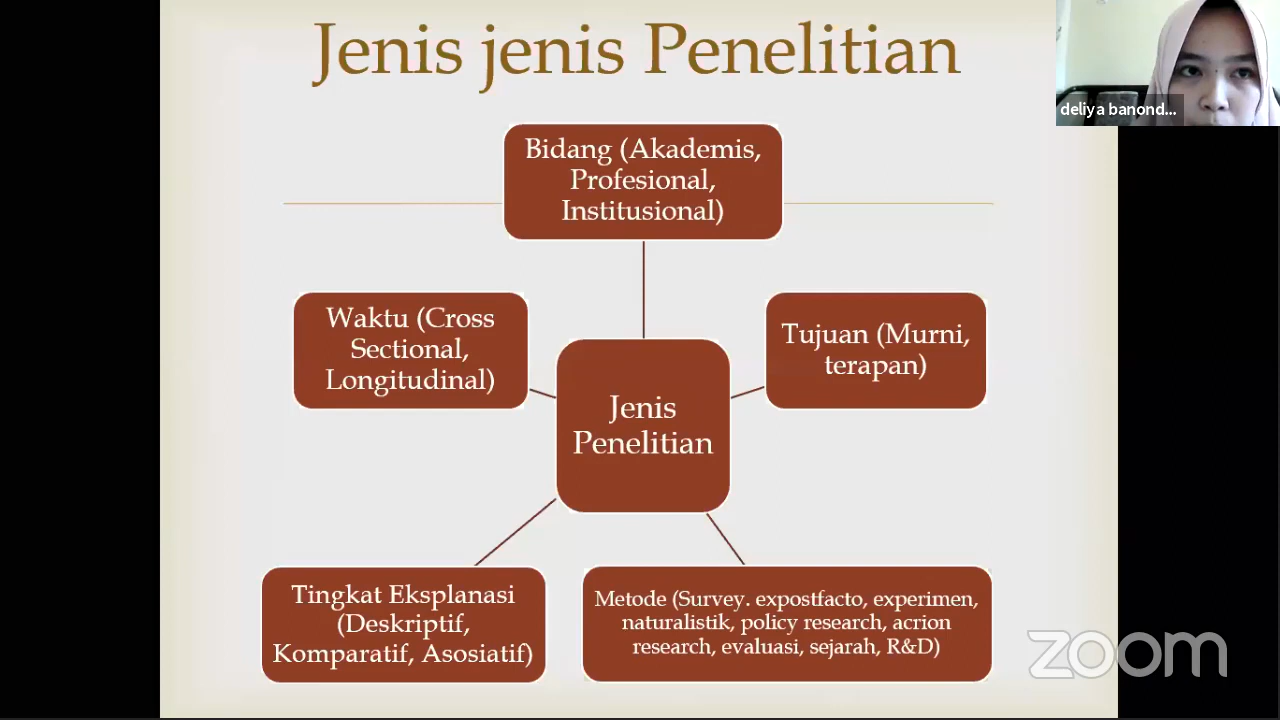 Jenis jenis Penelitian
deliya banond...
Bidang (Akademis,
Profesional,
Institusional)
Waktu (Cross
Sectional,
Longitudinal)
Tujuan (Murni,
terapan)
Jenis
Penelitian
Tingkat Eksplanasi
(Deskriptif,
Komparatif, Asosiatif)
Metode (Survey. expostfacto, experimen,
naturalistik, policy research, acrion
research, evaluasi, sejarah, R&D)
zoom